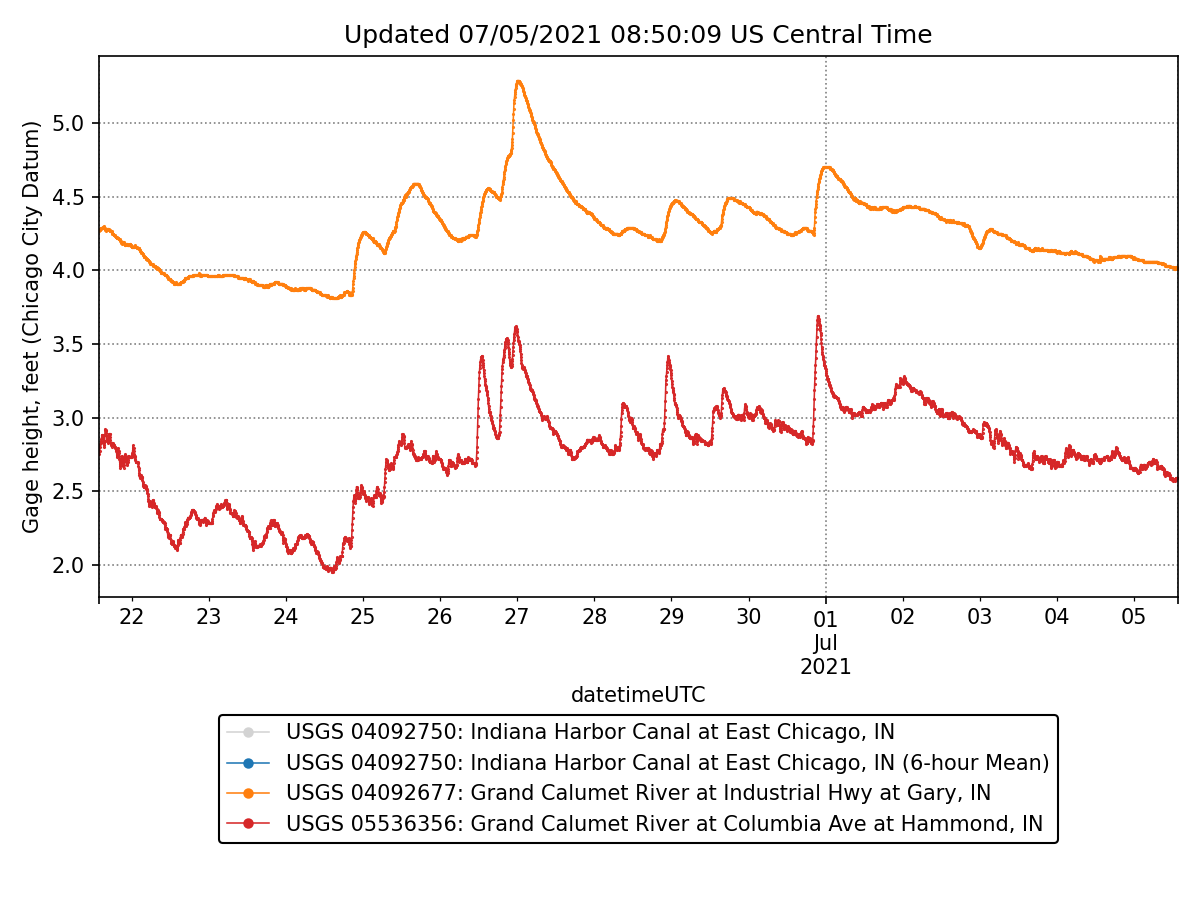 Updated 07/05/2021 08:50:09 US Central Time
Gage height, feet (Chicago City Datum)
5.0
4.5
4.0
3.5
3.0
2.5
2.0
22 23 24 25 26 27 28 29 30 01 02 03 04 05
Jul
2021
datetimeUTC
USGS 04092750: Indiana Harbor Canal at East Chicago, IN
USGS 04092750: Indiana Harbor Canal at East Chicago, IN (6-hour Mean)
USGS 04092677: Grand Calumet River at Industrial Hwy at Gary, IN
USGS 05536356: Grand Calumet River at Columbia Ave at Hammond, IN